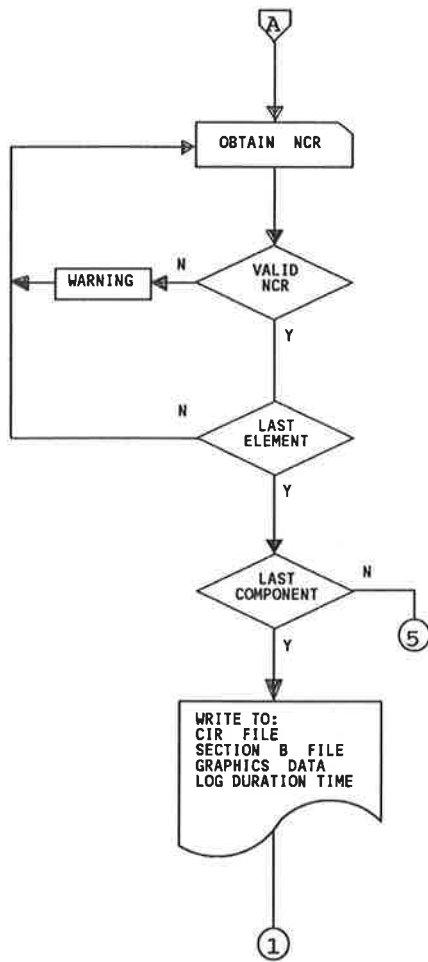 A
OBTAIN NCR
VALID
NCR
N
WARNING
Y
N
LAST
ELEMENT
Y
LAST
COMPONENT
N
5
Y
WRITE TO:
CIR FILE
SECTION B FILE
GRAPHICS DATA
LOG DURATION TIME
1